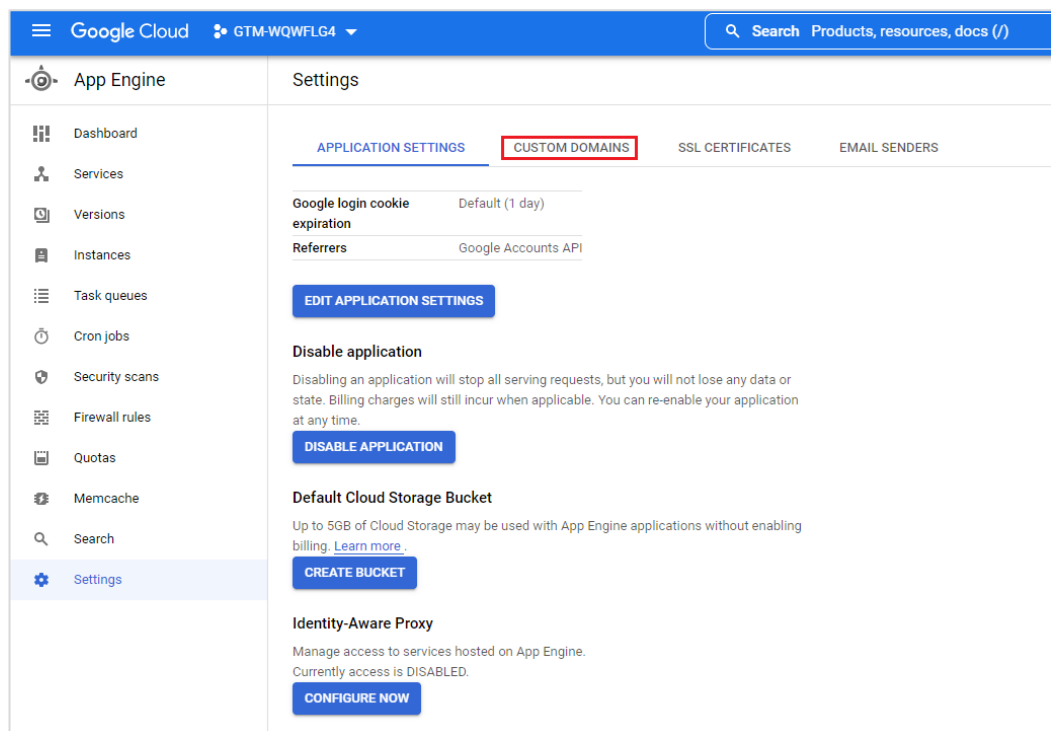 Google Cloud GTM-WQWFLG4 Search Products, resources, docs (/)
App Engine
Settings
Dashboard
Services
Versions
Instances
Task queues
Cron jobs
Security scans
Firewall rules
Quotas
Memcache
Search
Settings
APPLICATION SETTINGS CUSTOM DOMAINS SSL CERTIFICATES EMAIL SENDERS
Google login cookie Default (1 day)
expiration
Referrers Google Accounts API
EDIT APPLICATION SETTINGS
Disable application
Disabling an application will stop all serving requests, but you will not lose any data or
state. Billing charges will still incur when applicable. You can re-enable your application
at any time.
DISABLE APPLICATION
Default Cloud Storage Bucket
Up to 5GB of Cloud Storage may be used with App Engine applications without enabling
billing. Learn more .
CREATE BUCKET
Identity-Aware Proxy
Manage access to services hosted on App Engine.
Currently access is DISABLED.
CONFIGURE NOW